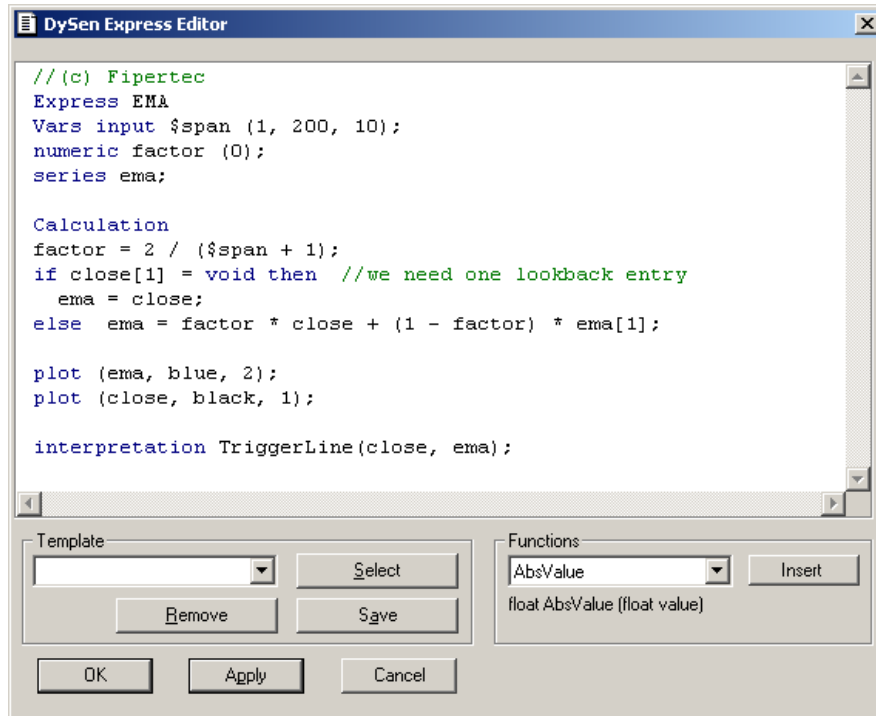 DySen Express Editor
//(c) Fipertec
Express EMA
Vars input $span (1, 200, 10);
numeric factor (0);
series ema;
Calculation
factor = 2 / ($span + 1);
if close[1] = void then //we need one lookback entry
ema = close;
else ema = factor * close + (1 - factor) * ema[1];
plot (ema, blue, 2);
plot (close, black, 1);
interpretation TriggerLine(close, ema);
Template
Select
Remove
Save
Functions
AbsValue
Insert
float AbsValue (float value)
OK
Apply
Cancel